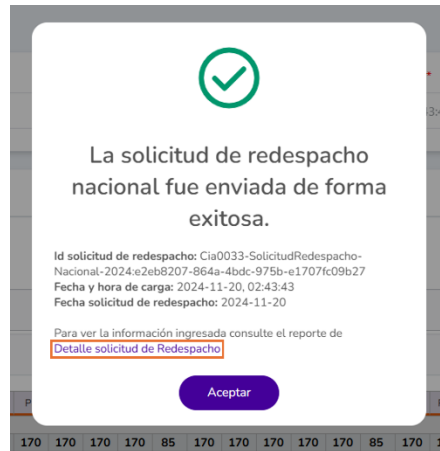 La solicitud de redespacho
nacional fue enviada de forma
exitosa.
Id solicitud de redespacho: Cia0033-SolicitudRedespacho-
Nacional-2024:e2eb8207-864a-4bdc-975b-e1707fc09b27
Fecha y hora de carga: 2024-11-20, 02:43:43
Fecha solicitud de redespacho: 2024-11-20
Para ver la información ingresada consulte el reporte de
Detalle solicitud de Redespacho
Aceptar
170 170 170 170 85 170 170 170 170 170 170 85 170